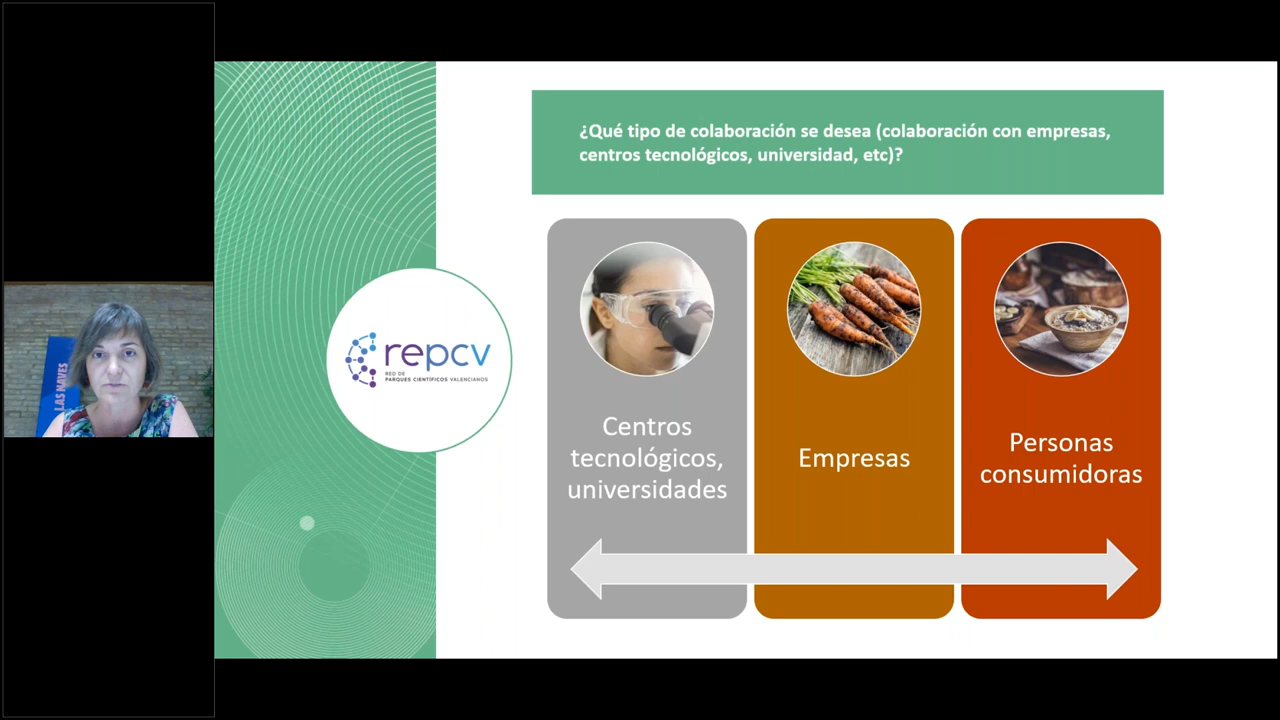 ¿Qué tipo de colaboración se desea (colaboración con empresas,
centros tecnológicos, universidad, etc)?
LAS NAVES
repcv
RED DE
PARQUES CIENTÍFICOS VALENCIANOS
Centros
tecnológicos,
universidades
Empresas
Personas
consumidoras